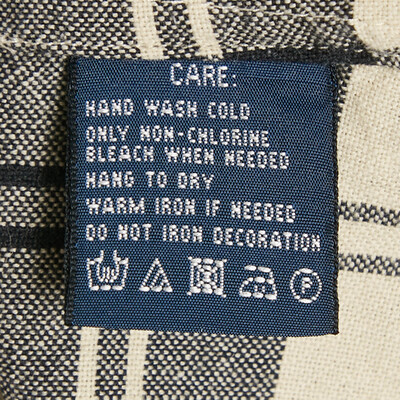 CARE:
HAND WASH COLD
ONLY NON-CHLORINE
BLEACH WHEN NEEDED
HANG TO DRY
WARM IRON IF NEEDED
DO NOT IRON DECORATION
P